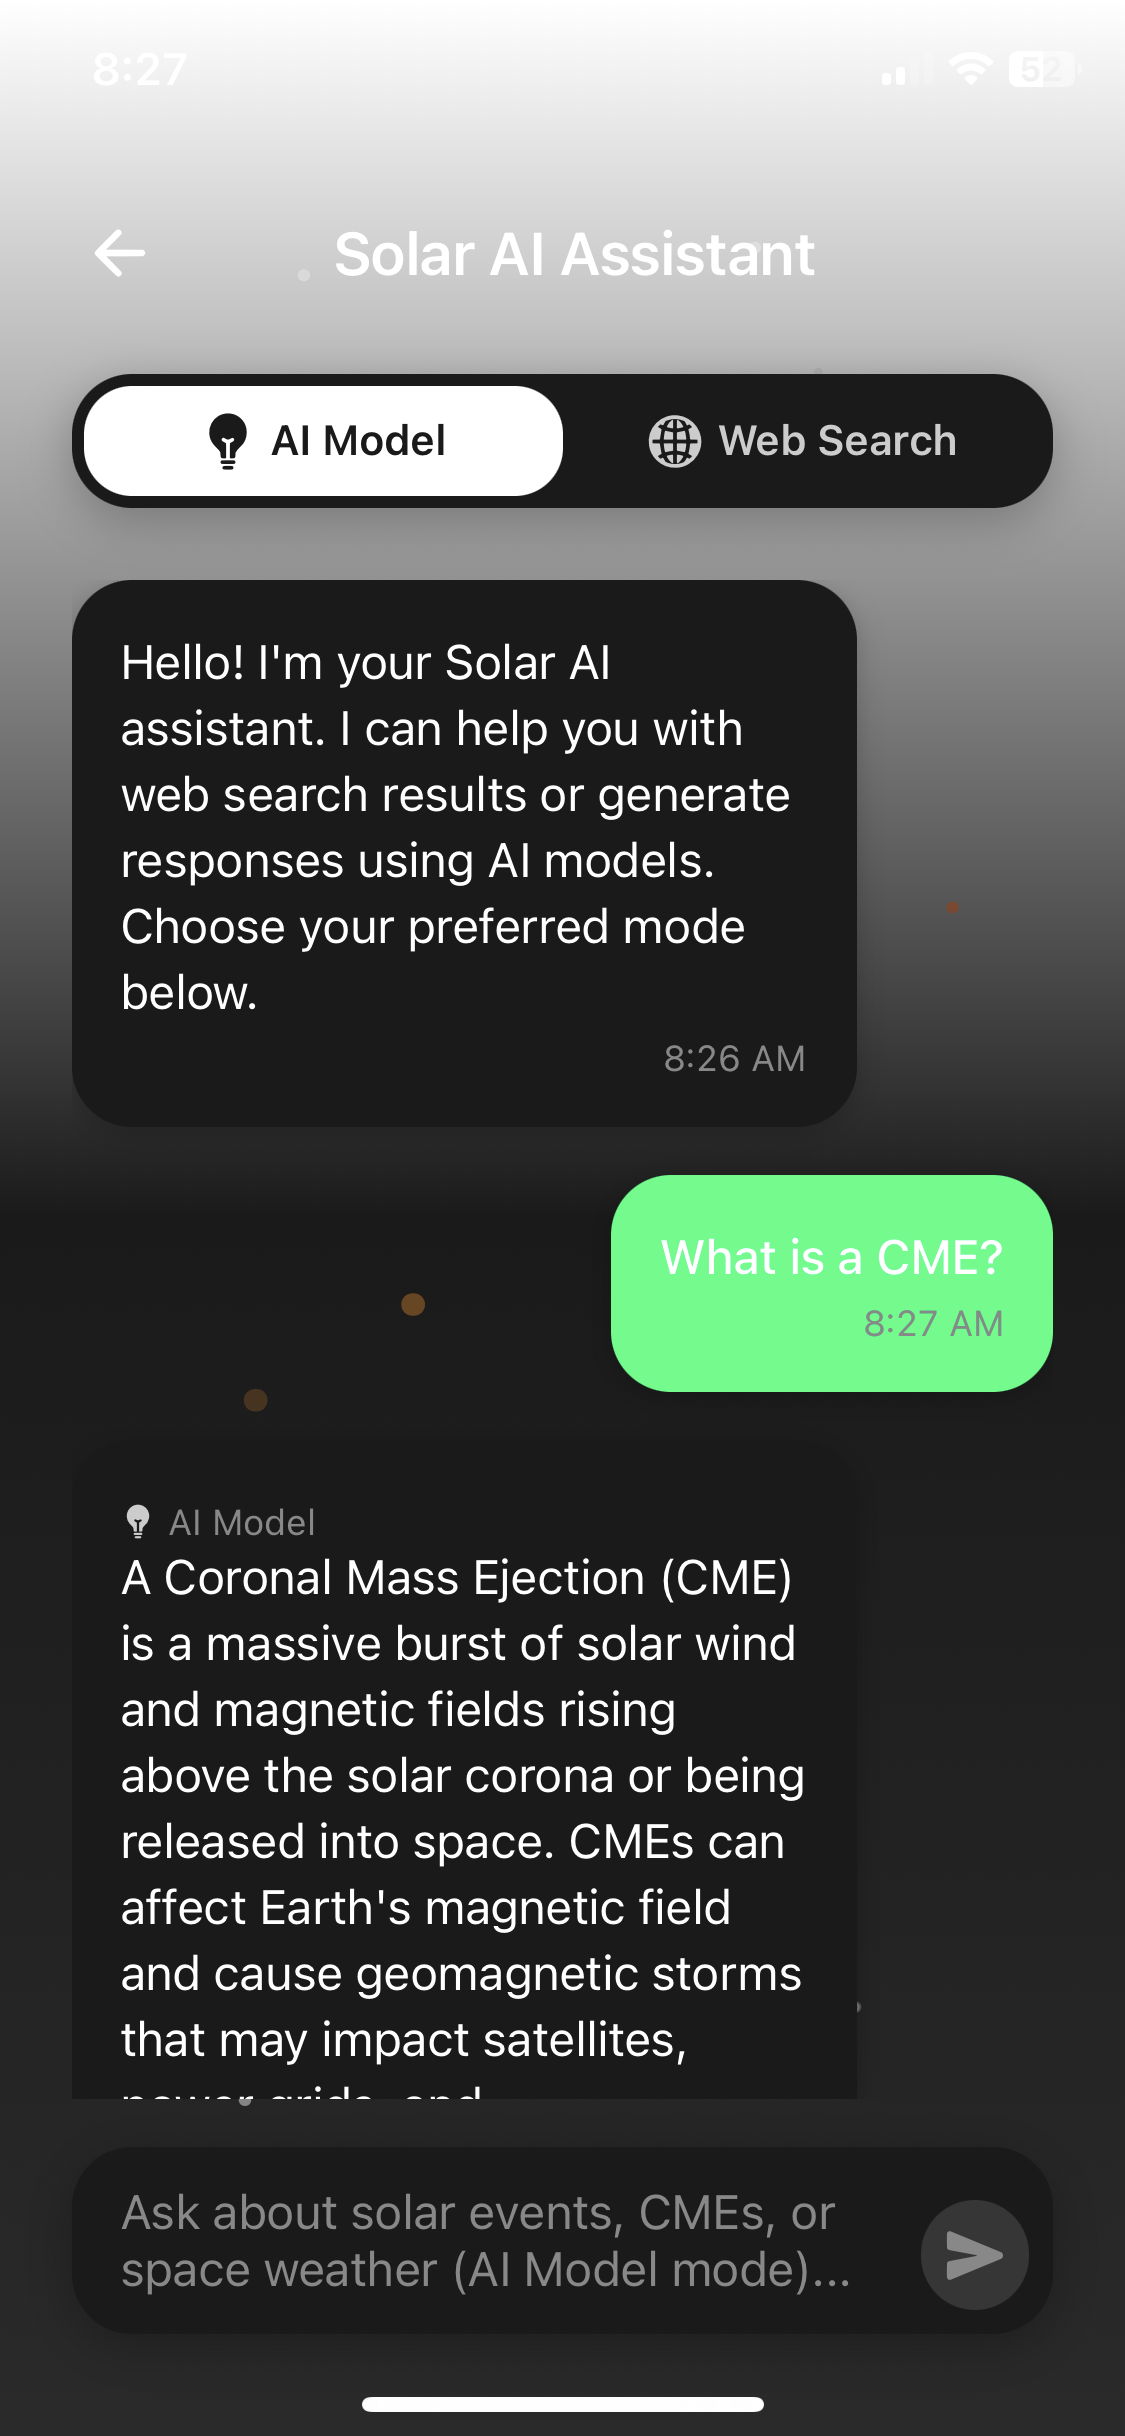 8:27
52
Solar AI Assistant
AI Model
Web Search
Hello! I'm your Solar AI
assistant. I can help you with
web search results or generate
responses using AI models.
Choose your preferred mode
below.
8:26 AM
What is a CME?
8:27 AM
AI Model
A Coronal Mass Ejection (CME)
is a massive burst of solar wind
and magnetic fields rising
above the solar corona or being
released into space. CMEs can
affect Earth's magnetic field
and cause geomagnetic storms
that may impact satellites,
power grids, and
Ask about solar events, CMEs, or
space weather (AI Model mode)...